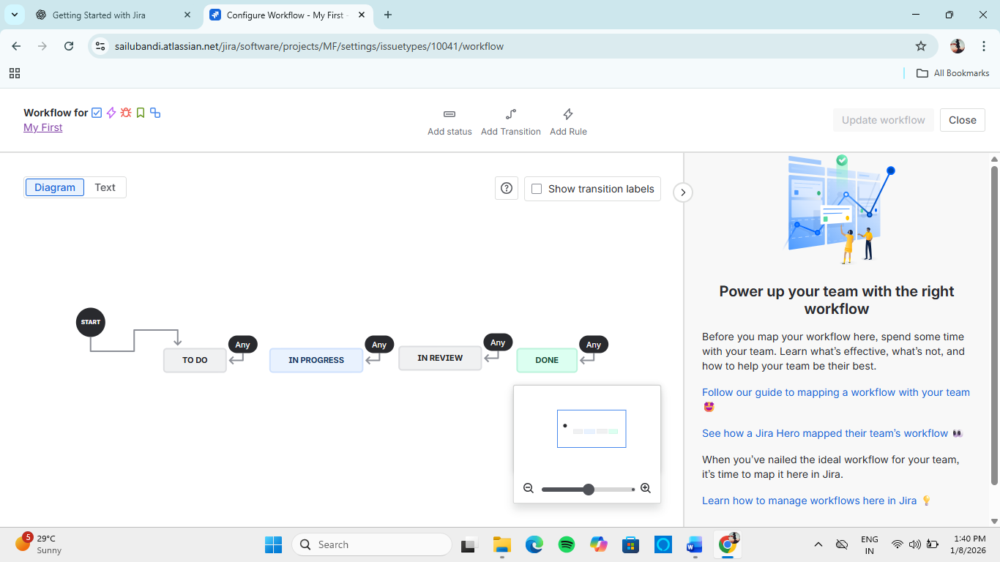 Getting Started with Jira
Configure Workflow - My First -
sailubandi.atlassian.net/jira/software/projects/MF/settings/issuetypes/10041/workflow
All Bookmarks
Workflow for
My First
Add status
Add Transition
Add Rule
Update workflow
Close
Diagram
Text
Show transition labels
START
TO DO
Any
IN PROGRESS
Any
IN REVIEW
Any
DONE
Any
Power up your team with the right
workflow
Before you map your workflow here, spend some time
with your team. Learn what’s effective, what’s not, and
how to help your team be their best.
Follow our guide to mapping a workflow with your team
See how a Jira Hero mapped their team’s workflow
When you’ve nailed the ideal workflow for your team,
it’s time to map it here in Jira.
Learn how to manage workflows here in Jira
5
29°C
Sunny
Search
ENG
IN
1:40 PM
1/8/2026